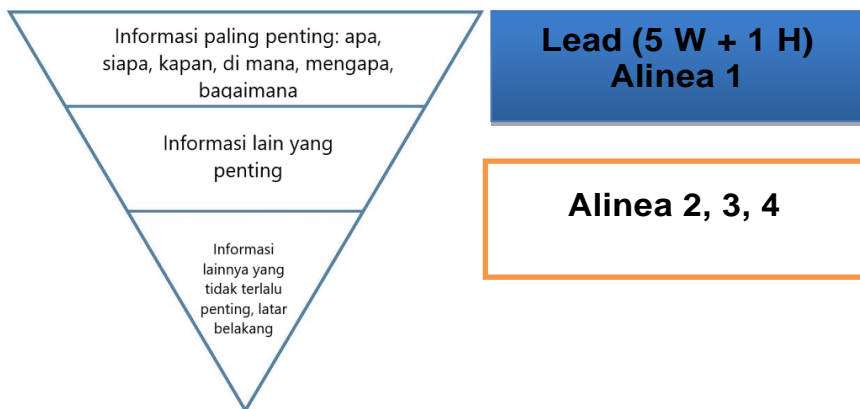 Informasi paling penting: apa,
siapa, kapan, di mana, mengapa,
bagaimana
Lead (5 W + 1 H)
Alinea 1
Informasi lain yang
penting
Alinea 2, 3, 4
Informasi
lainnya yang
tidak terlalu
penting, latar
belakang